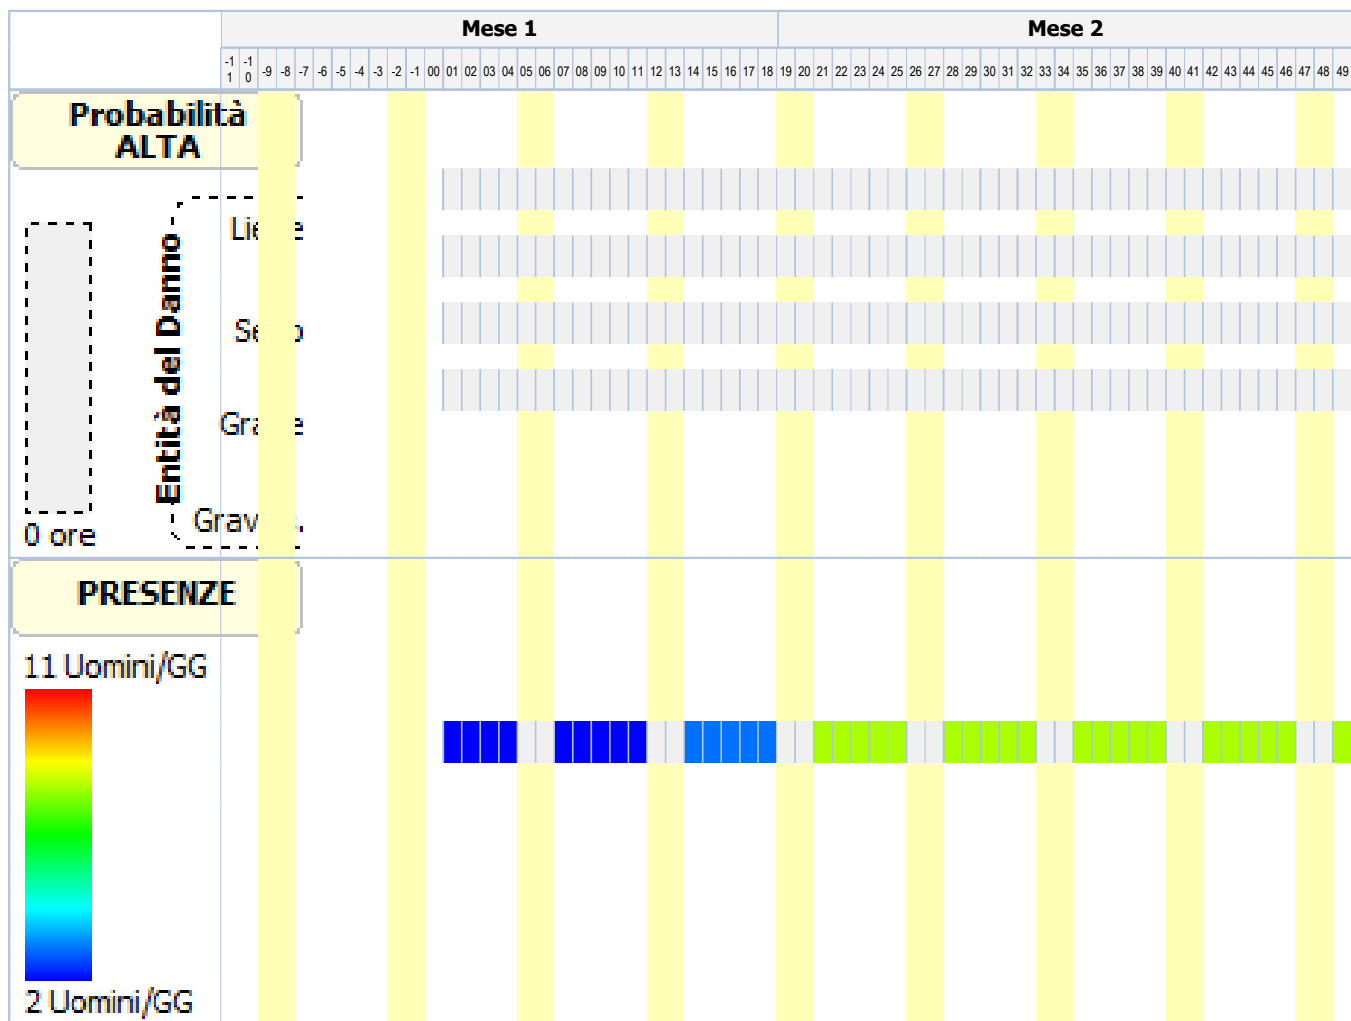 Mese 1 Mese 2
-11 -10 -9 -8 -7 -6 -5 -4 -3 -2 -1 00 01 02 03 04 05 06 07 08 09 10 11 12 13 14 15 16 17 18 19 20 21 22 23 24 25 26 27 28 29 30 31 32 33 34 35 36 37 38 39 40 41 42 43 44 45 46 47 48 49
Probabilità
ALTA
Entità del Danno
0 ore
PRESENZE
11 Uomini/GG
2 Uomini/GG